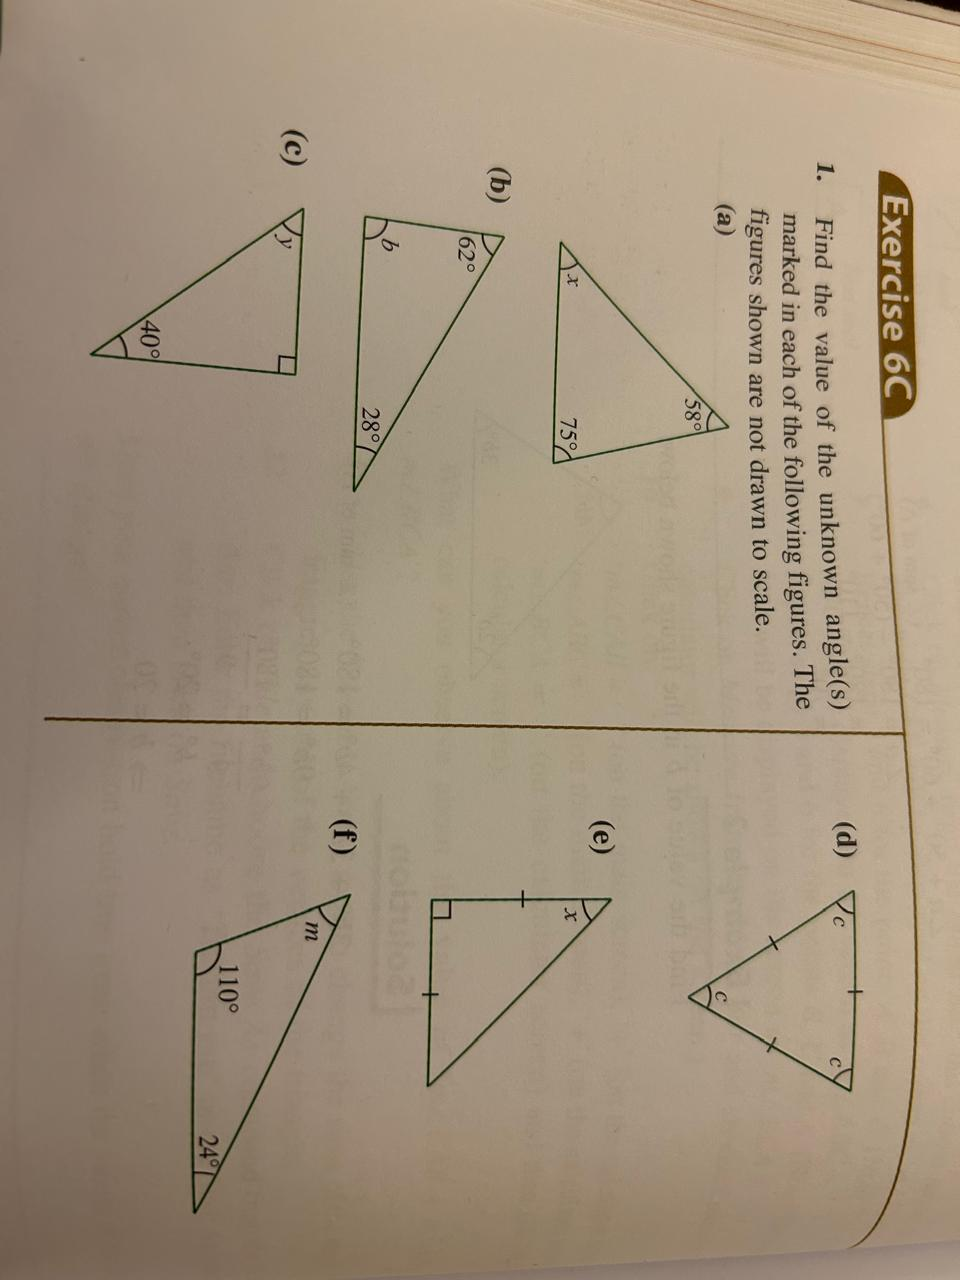 Exercise 6C
1. Find the value of the unknown angle(s)
marked in each of the following figures. The
figures shown are not drawn to scale.
(a)
58°
x
75°
(b)
62°
b
28°
(c)
y
40°
(d)
c
c
c
(e)
x
(f)
m
110°
24°